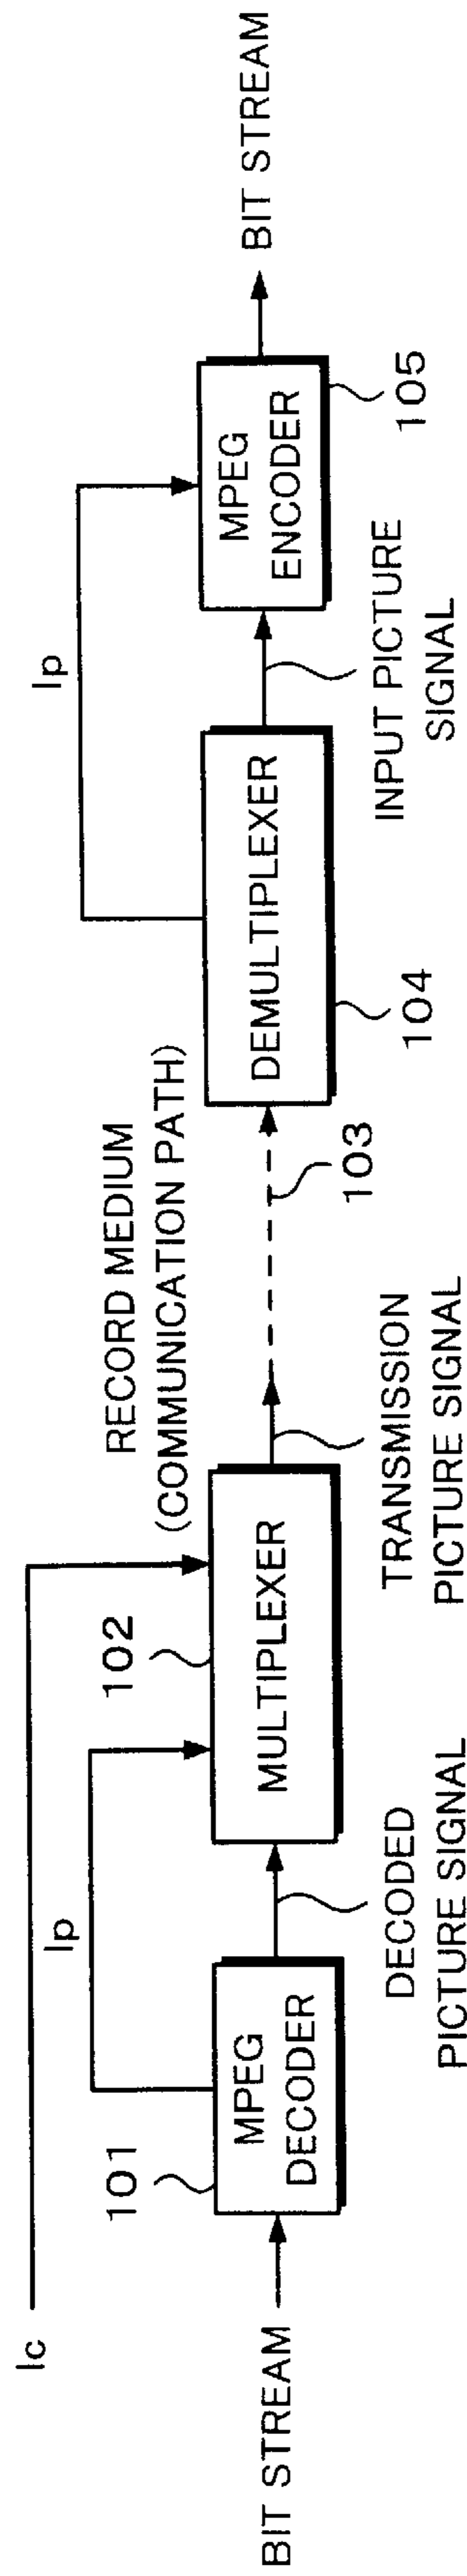 Ic
BIT STREAM
101
MPEG
DECODER
Ip
DECODED
PICTURE SIGNAL
102
MULTIPLEXER
TRANSMISSION
PICTURE SIGNAL
RECORD MEDIUM
(COMMUNICATION PATH)
103
DEMULTIPLEXER
104
Ip
INPUT PICTURE
SIGNAL
MPEG
ENCODER
105
BIT STREAM